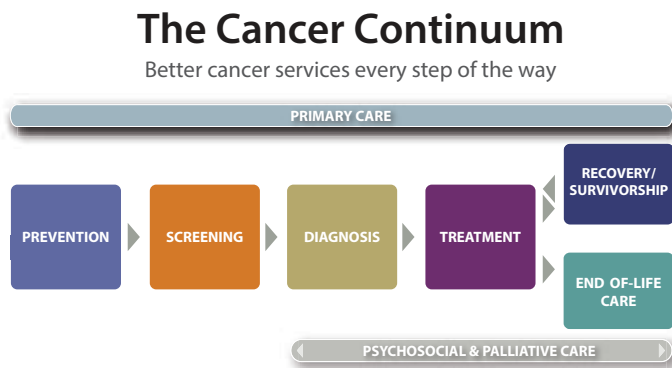 The Cancer Continuum
Better cancer services every step of the way
PRIMARY CARE
PREVENTION
SCREENING
DIAGNOSIS
TREATMENT
RECOVERY/
SURVIVORSHIP
END OF-LIFE
CARE
PSYCHOSOCIAL & PALLIATIVE CARE